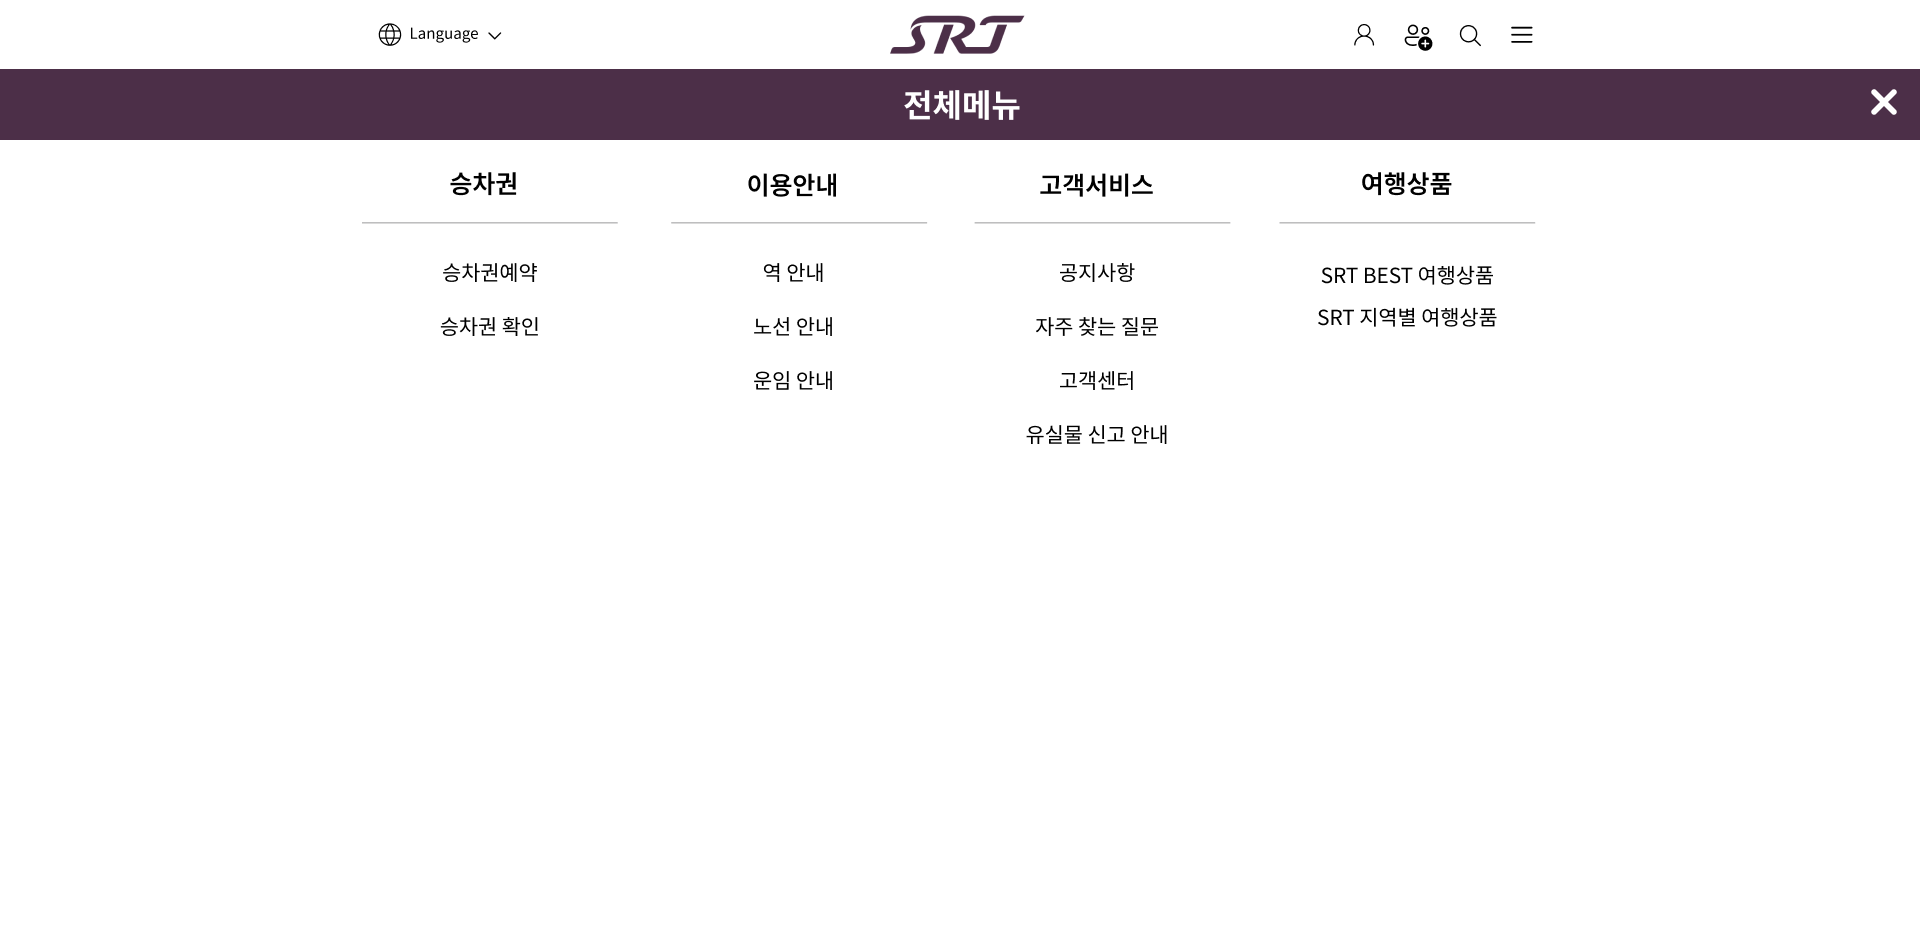 Language
SRT
전체메뉴
승차권
승차권예약
승차권 확인
이용안내
역 안내
노선 안내
운임 안내
고객서비스
공지사항
자주 찾는 질문
고객센터
유실물 신고 안내
여행상품
SRT BEST 여행상품
SRT 지역별 여행상품